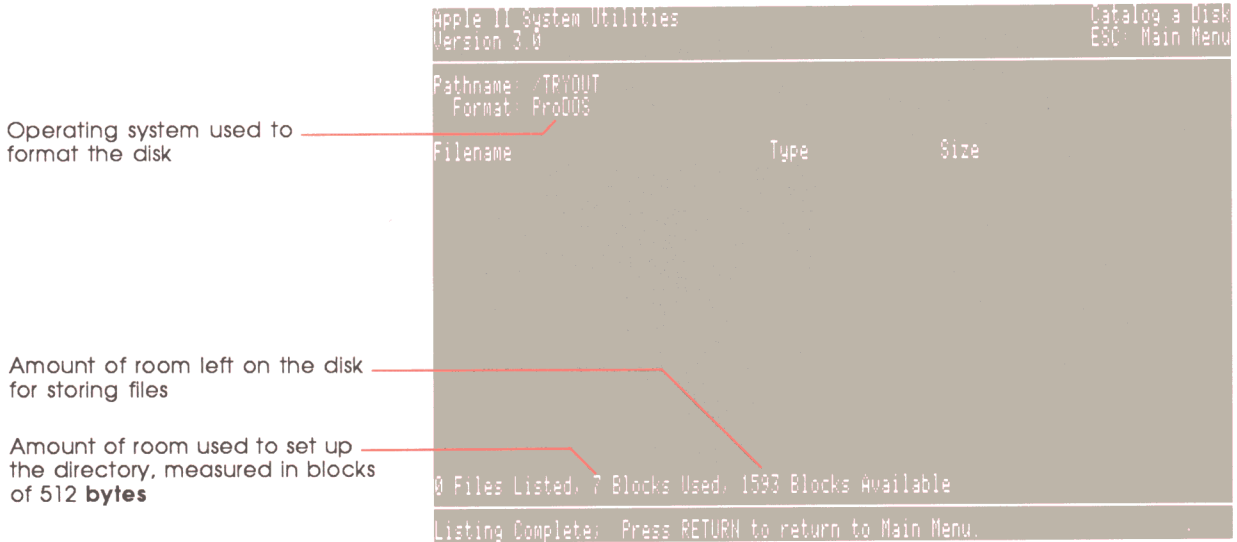 Apple II System Utilities
Catalog a Disk
Version 3.0
ESC: Main Menu
Pathname: /TRYOUT
Format: ProDOS
Operating system used to
format the disk
Filename Type Size
Amount of room left on the disk
for storing files
Amount of room used to set up
the directory, measured in blocks
of 512 bytes
0 Files Listed, 7 Blocks Used, 1593 Blocks Available
Listing Complete; Press RETURN to return to Main Menu.